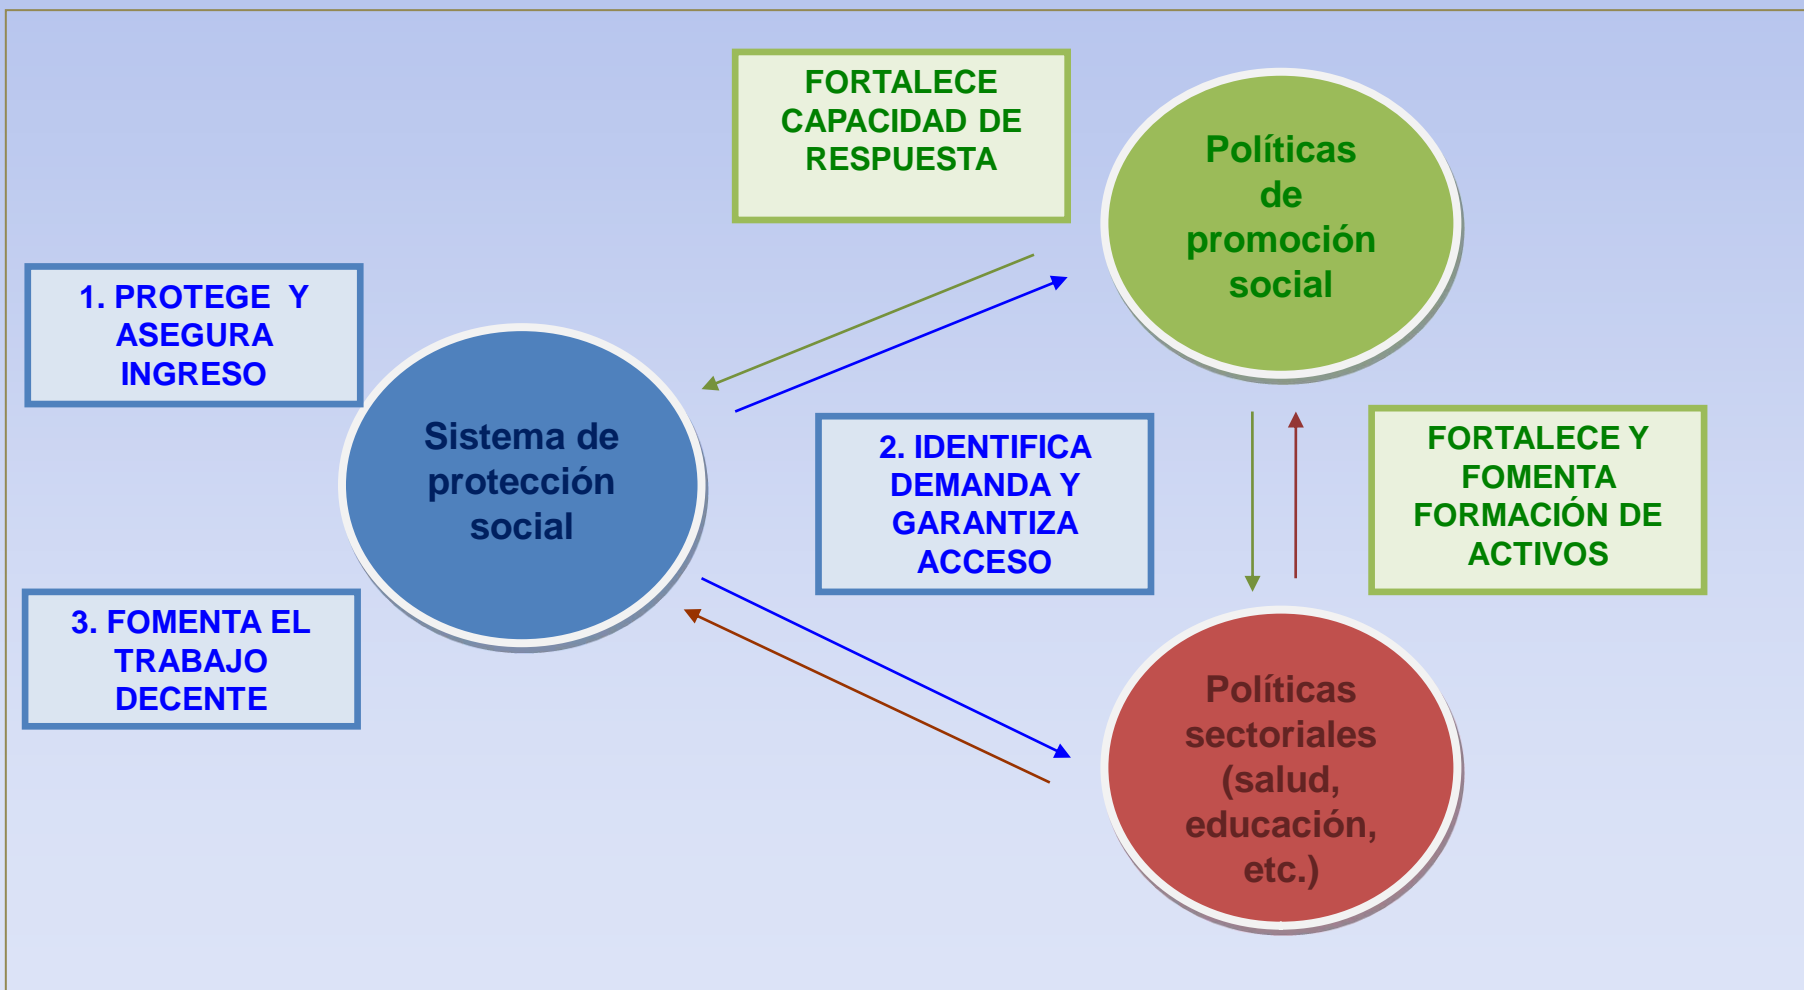 FORTALECE
CAPACIDAD DE
RESPUESTA
Políticas
de
promoción
social
1. PROTEGE Y
ASEGURA
INGRESO
Sistema de
protección
social
2. IDENTIFICA
DEMANDA Y
GARANTIZA
ACCESO
FORTALECE Y
FOMENTA
FORMACIÓN DE
ACTIVOS
3. FOMENTA EL
TRABAJO
DECENTE
Políticas
sectoriales
(salud,
educación,
etc.)